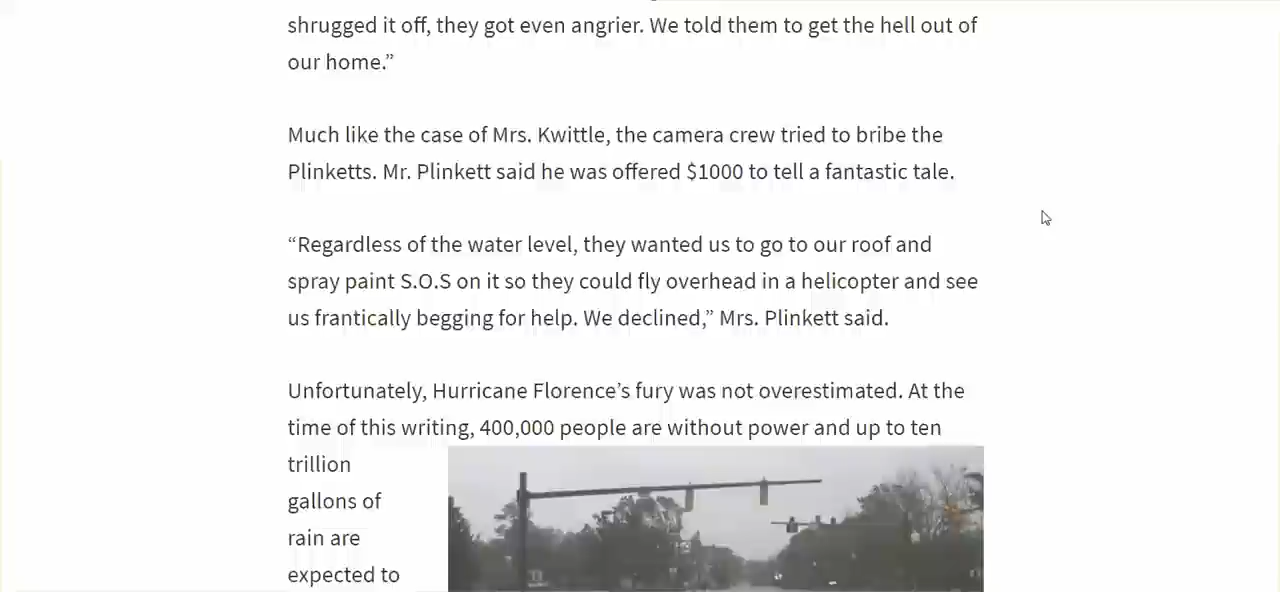 shrugged it off, they got even angrier. We told them to get the hell out of
our home.”
Much like the case of Mrs. Kwittle, the camera crew tried to bribe the
Plinketts. Mr. Plinkett said he was offered $1000 to tell a fantastic tale.
“Regardless of the water level, they wanted us to go to our roof and
spray paint S.O.S on it so they could fly overhead in a helicopter and see
us frantically begging for help. We declined,” Mrs. Plinkett said.
Unfortunately, Hurricane Florence’s fury was not overestimated. At the
time of this writing, 400,000 people are without power and up to ten
trillion
gallons of
rain are
expected to